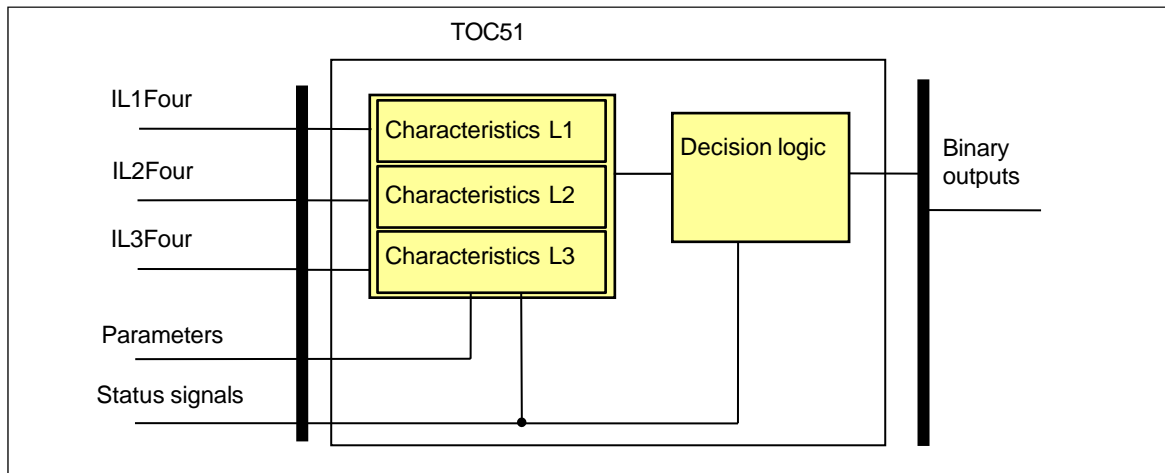 TOC51
IL1Four
IL2Four
IL3Four
Parameters
Status signals
Characteristics L1
Characteristics L2
Characteristics L3
Decision logic
Binary
outputs